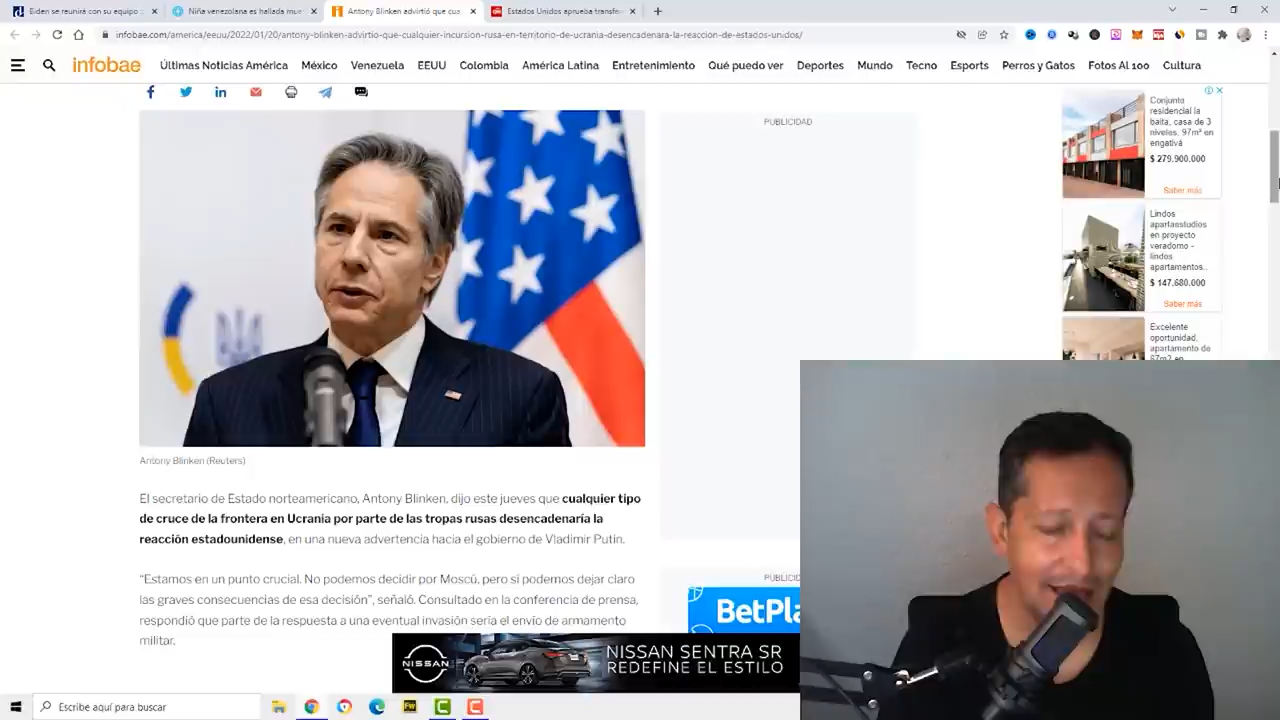 Biden se reunirá con su equipo
Niña venezolana es hallada mue
Antony Blinken advirtió que cua
Estados Unidos aprueba transfer
infobae.com/america/eeuu/2022/01/20/antony-blinken-advirtio-que-cualquier-incursion-rusa-en-territorio-de-ucrania-desencadenara-la-reaccion-de-estados-unidos/
infobae
Últimas Noticias América
México
Venezuela
EEUU
Colombia
América Latina
Entretenimiento
Qué puedo ver
Deportes
Mundo
Tecno
Esports
Perros y Gatos
Fotos Al 100
Cultura
PUBLICIDAD
Conjunto
residencial la
baita, casa de 3
niveles, 97m² en
engativá
$ 279.900.000
Saber más
Lindos
apartaestudios
en proyecto
veradomo -
lindos
apartamentos..
$ 147.680.000
Saber más
Excelente
oportunidad,
apartamento de
67m2 en
Antony Blinken (Reuters)
El secretario de Estado norteamericano, Antony Blinken, dijo este jueves que cualquier tipo
de cruce de la frontera en Ucrania por parte de las tropas rusas desencadenaría la
reacción estadounidense, en una nueva advertencia hacia el gobierno de Vladimir Putin.
“Estamos en un punto crucial. No podemos decidir por Moscú, pero sí podemos dejar claro
las graves consecuencias de esa decisión”, señaló. Consultado en la conferencia de prensa,
respondió que parte de la respuesta a una eventual invasión sería el envío de armamento
militar.
PUBLICID
BetPla
NISSAN
NISSAN SENTRA SR
REDEFINE EL ESTILO
Escribe aquí para buscar
Fw